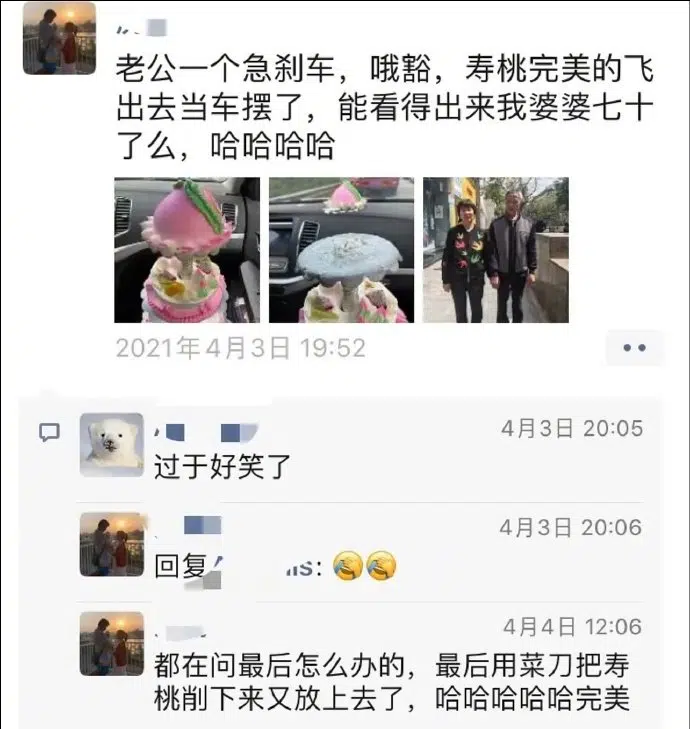 老公一个急刹车，哦豁，寿桃完美的飞
出去当车摆了，能看得出来我婆婆七十
了么，哈哈哈哈
2021年4月3日 19:52
4月3日 20:05
过于好笑了
4月3日 20:06
回复 ns: 🤦🤦
4月4日 12:06
都在问最后怎么办的，最后用菜刀把寿
桃削下来又放上去了，哈哈哈哈哈完美